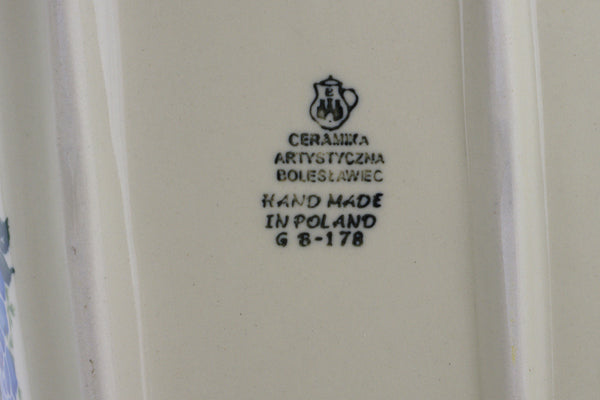 CERAMIKA
ARTYSTYCZNA
BOLESŁAWIEC
HAND MADE
IN POLAND
G B-178